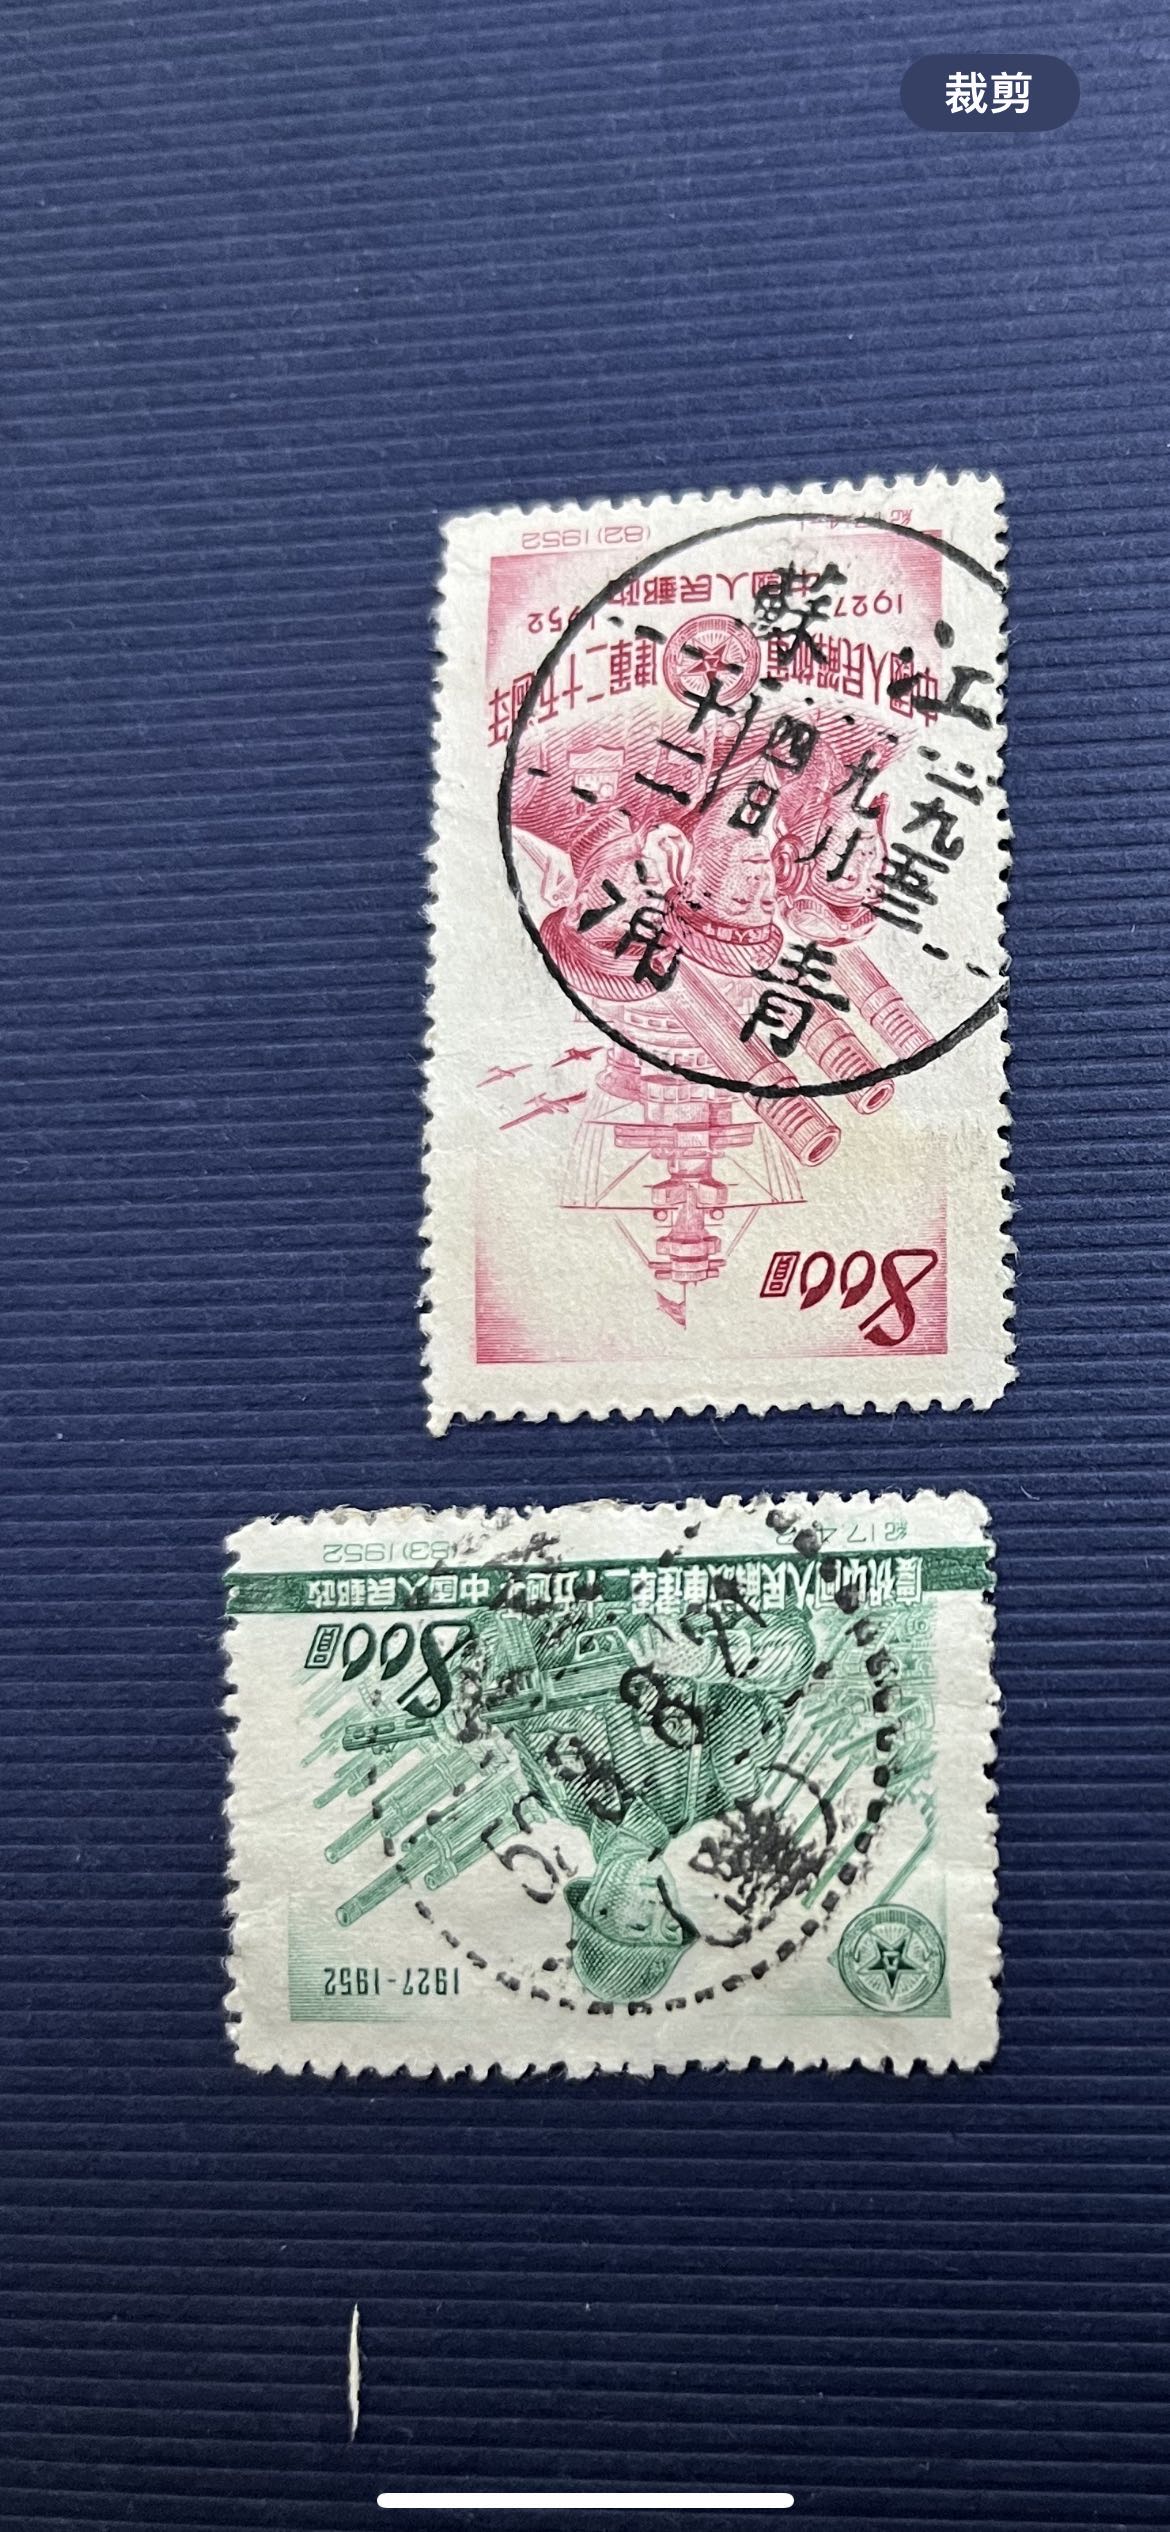 裁剪
紀17.4-1
(82)1952
中國人民郵政
1927
1952
中國人民解放軍建軍二十五週年
江蘇
一九五三
九月
四日
十二
青
800圓
紀17.4-2
(83)1952
慶祝中國人民解放軍建軍二十五週年
中國人民郵政
800圓
1927-1952